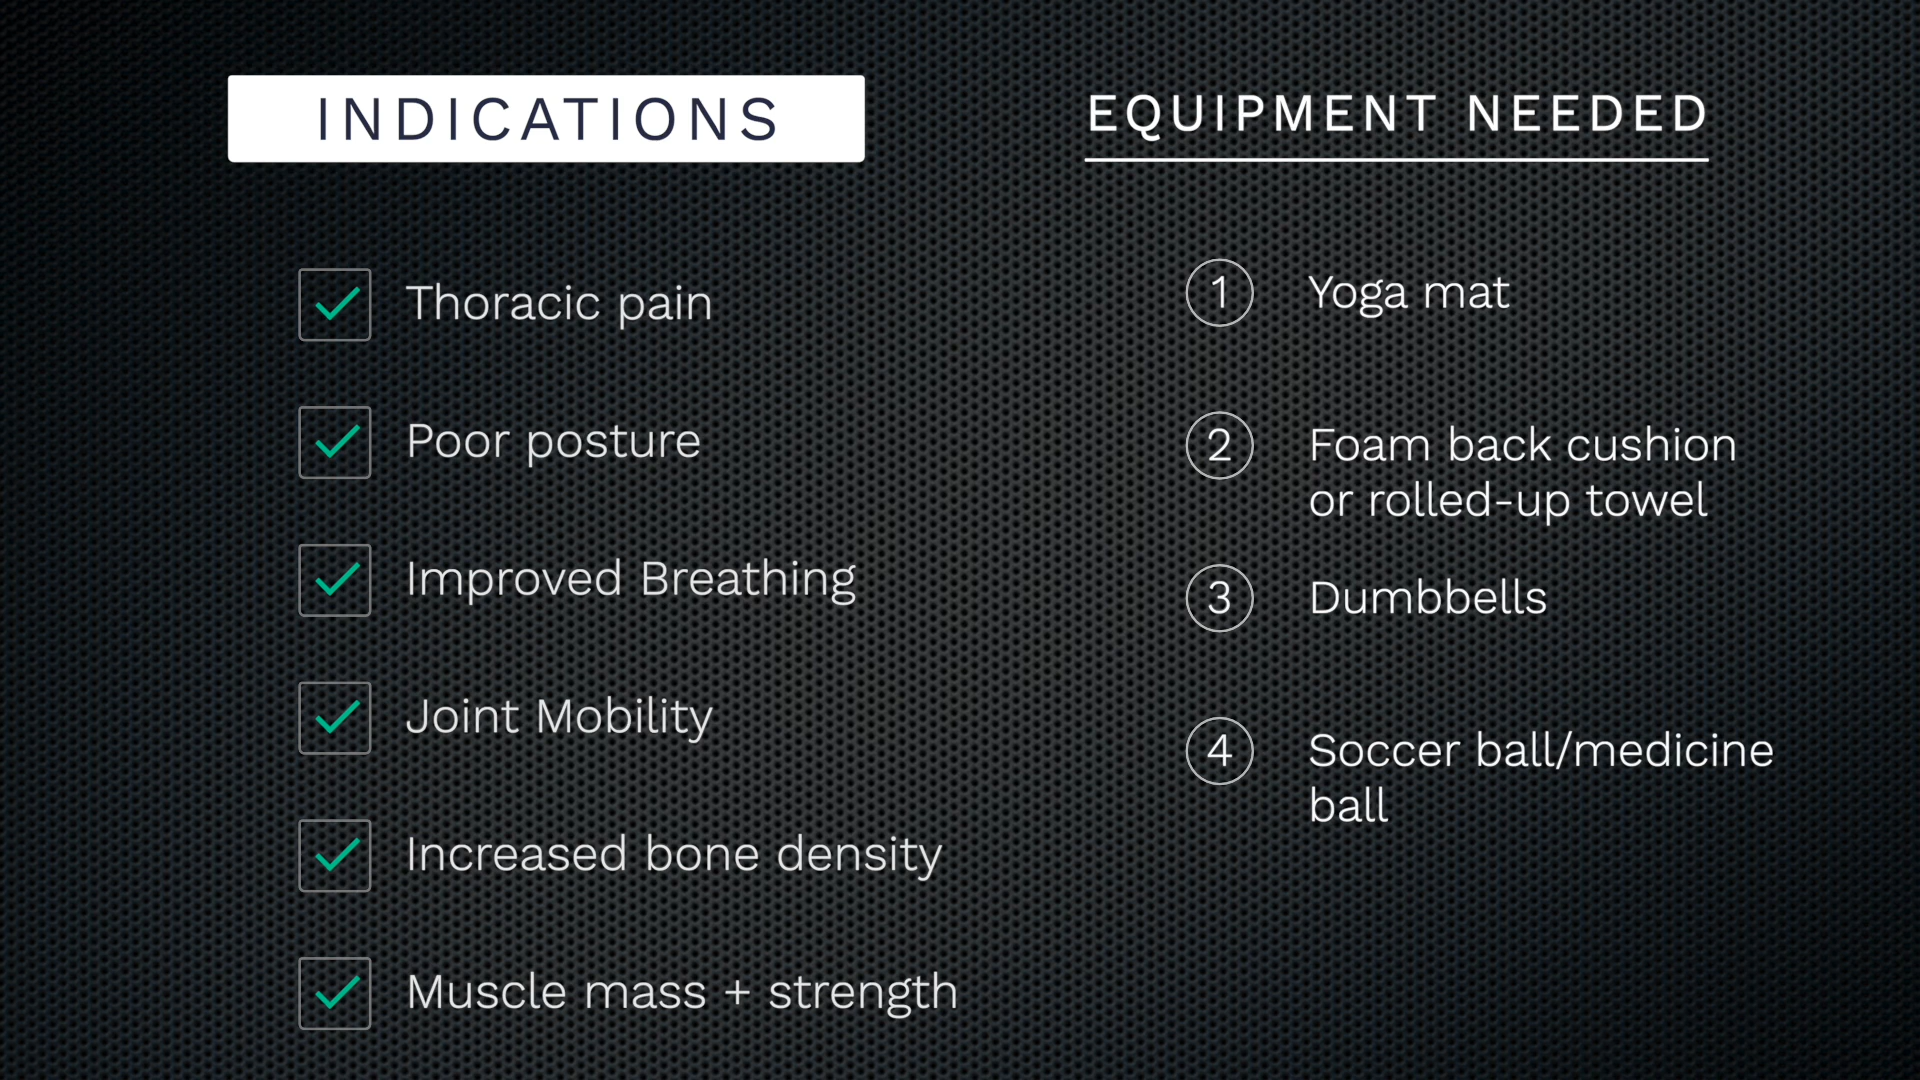 INDICATIONS
Thoracic pain
Poor posture
Improved Breathing
Joint Mobility
Increased bone density
Muscle mass + strength
EQUIPMENT NEEDED
1 Yoga mat
2 Foam back cushion
or rolled-up towel
3 Dumbbells
4 Soccer ball/medicine
ball